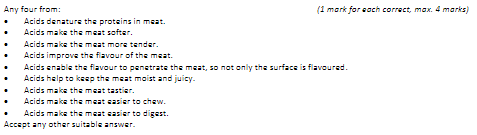 Any four from: (1 mark for each correct, max. 4 marks)
• Acids denature the proteins in meat.
• Acids make the meat softer.
• Acids make the meat more tender.
• Acids improve the flavour of the meat.
• Acids enable the flavour to penetrate the meat, so not only the surface is flavoured.
• Acids help to keep the meat moist and juicy.
• Acids make the meat tastier.
• Acids make the meat easier to chew.
• Acids make the meat easier to digest.
Accept any other suitable answer.